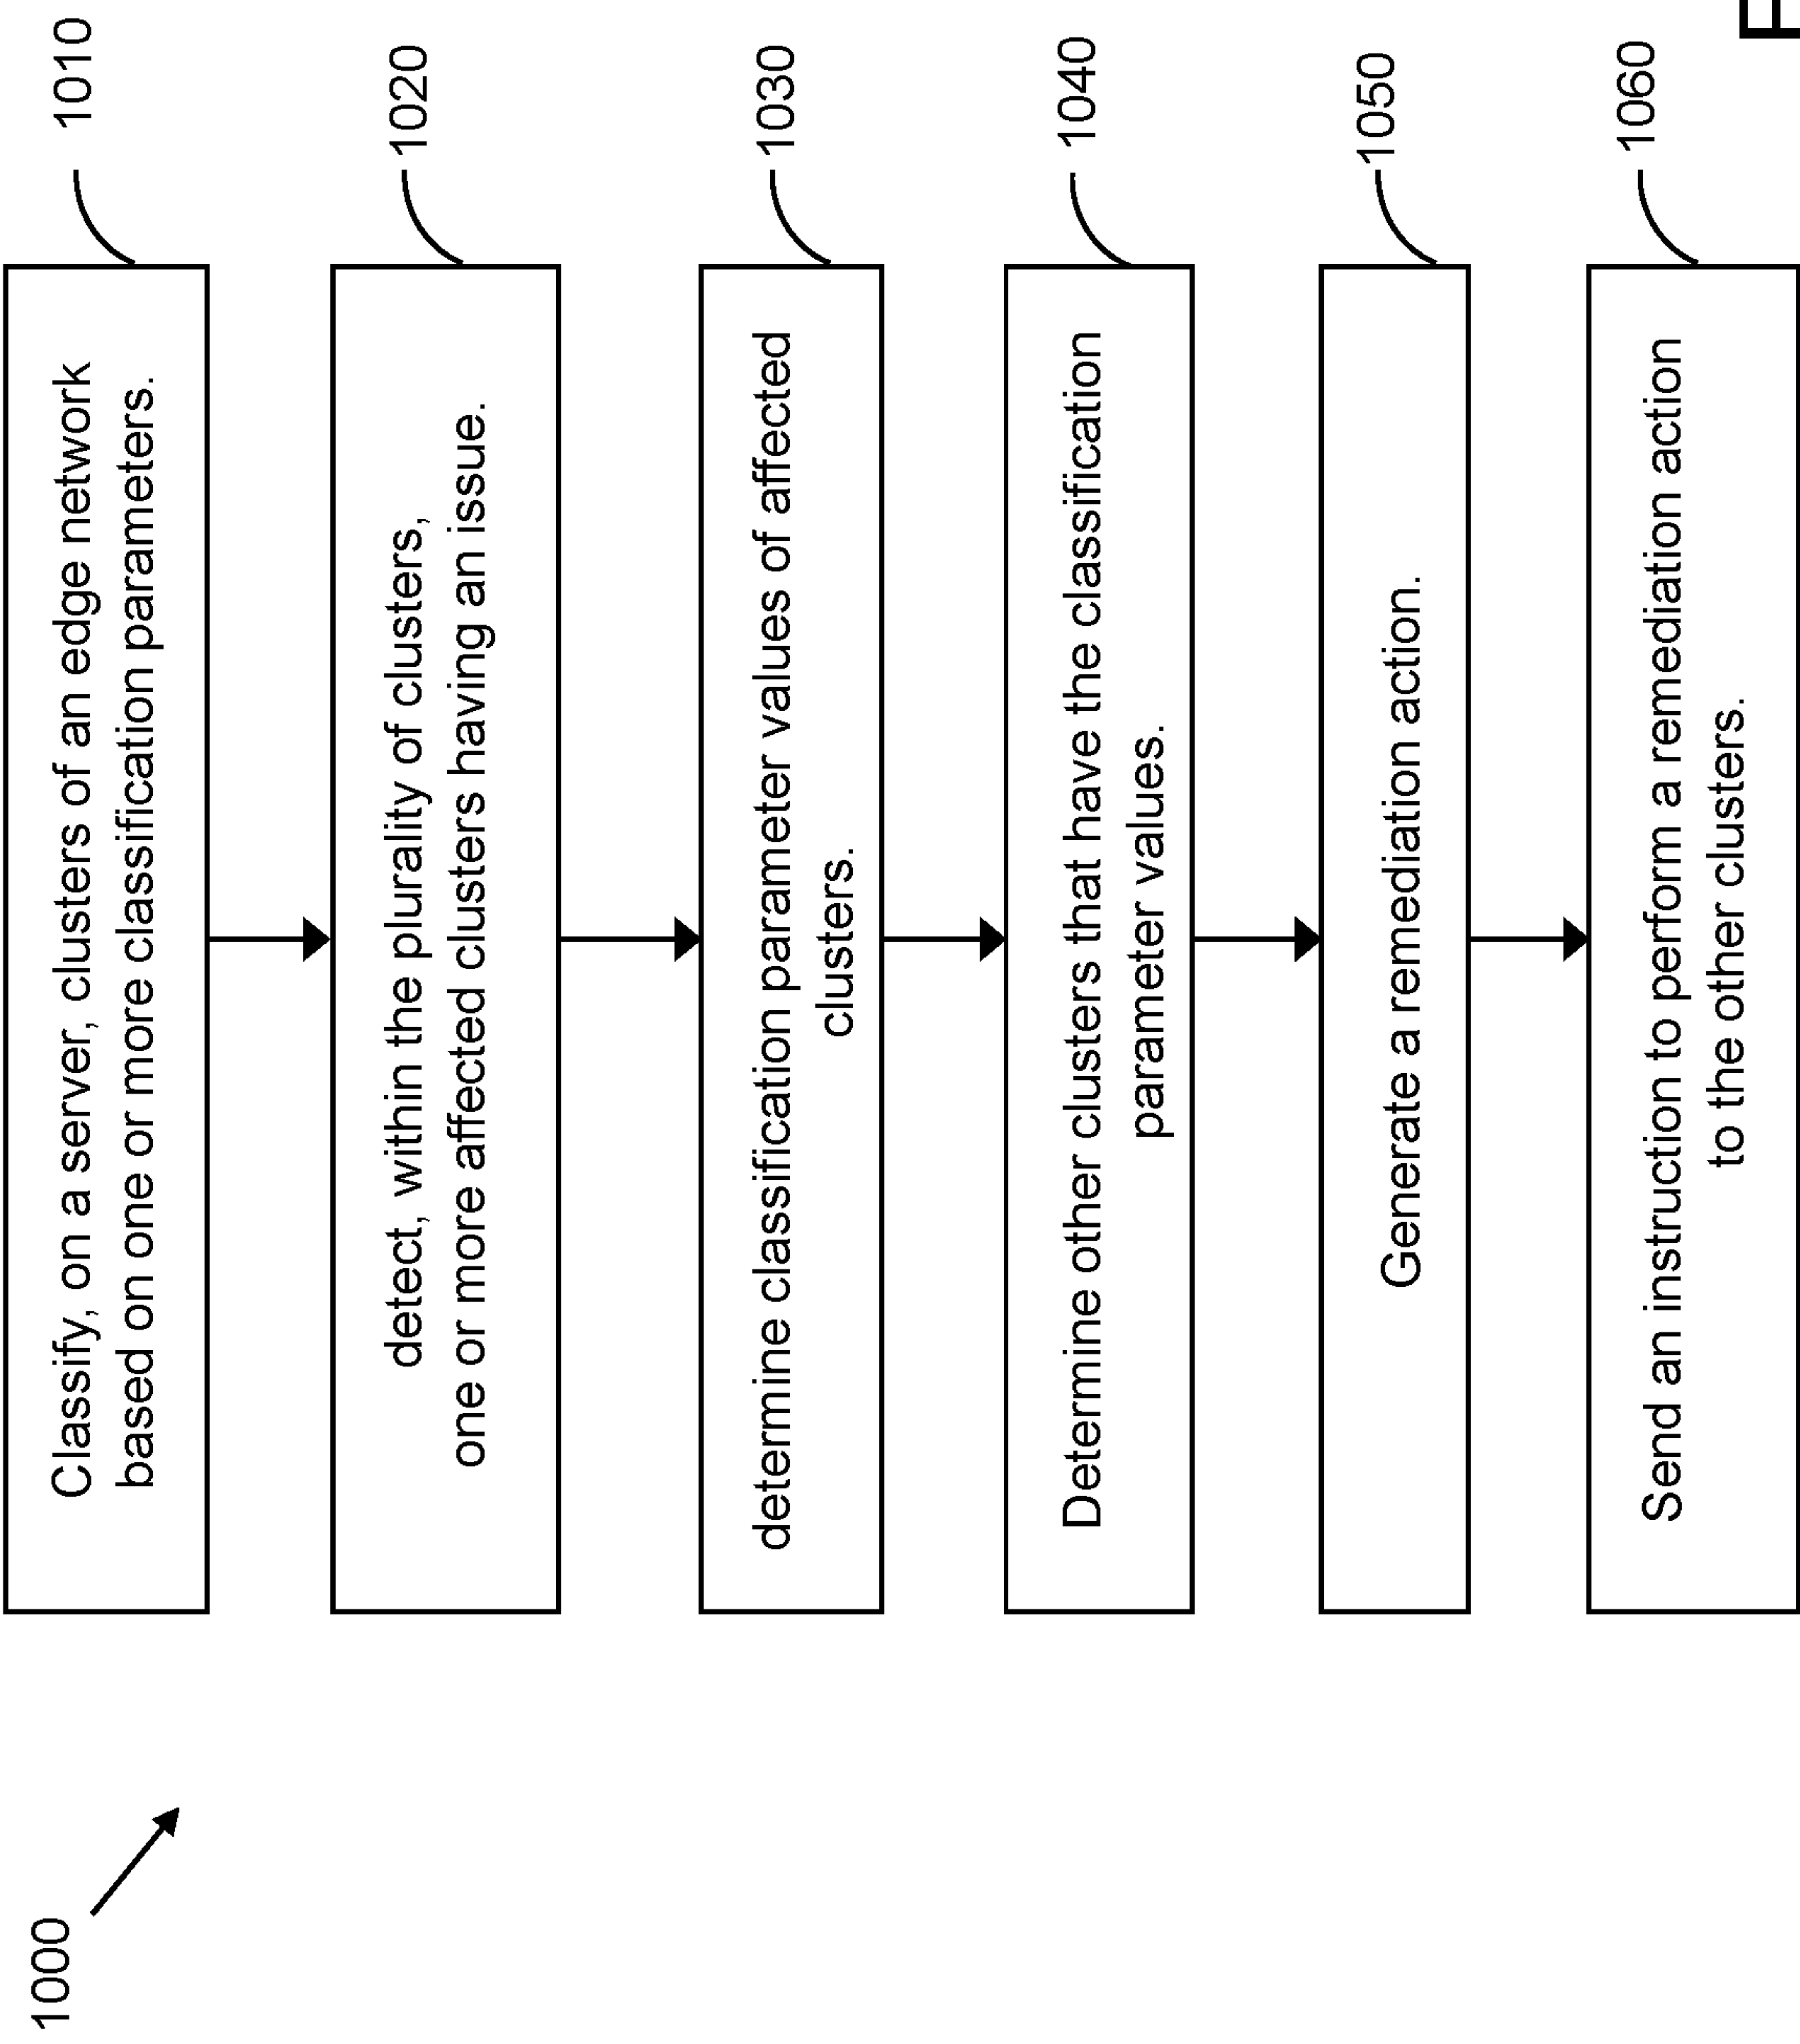 1000
Classify, on a server, clusters of an edge network
based on one or more classification parameters.
1010
detect, within the plurality of clusters,
one or more affected clusters having an issue.
1020
determine classification parameter values of affected
clusters.
1030
Determine other clusters that have the classification
parameter values.
1040
Generate a remediation action.
1050
Send an instruction to perform a remediation action
to the other clusters.
1060